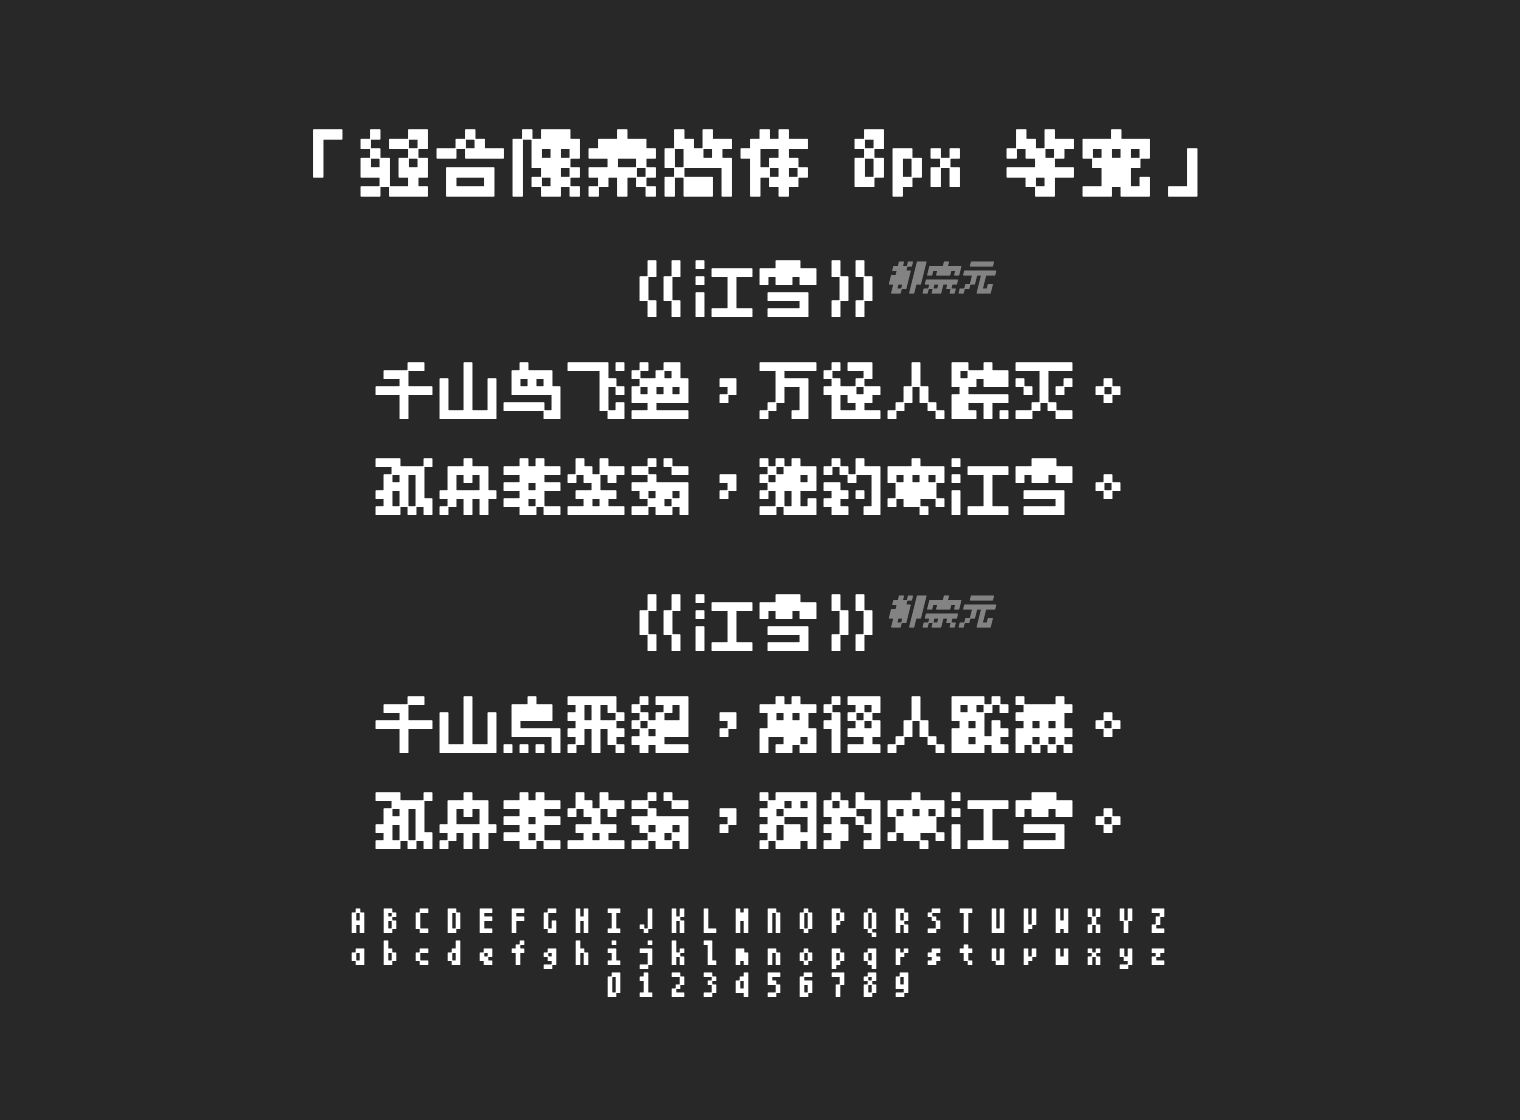 「缝合像素简体 8px 等宽」
《江雪》柳宗元
千山鸟飞绝，万径人踪灭。
孤舟蓑笠翁，独钓寒江雪。
《江雪》柳宗元
千山鳥飛絕，萬徑人蹤滅。
孤舟蓑笠翁，獨釣寒江雪。
A B C D E F G H I J K L M N O P Q R S T U V W X Y Z
a b c d e f g h i j k l m n o p q r s t u v w x y z
0 1 2 3 4 5 6 7 8 9